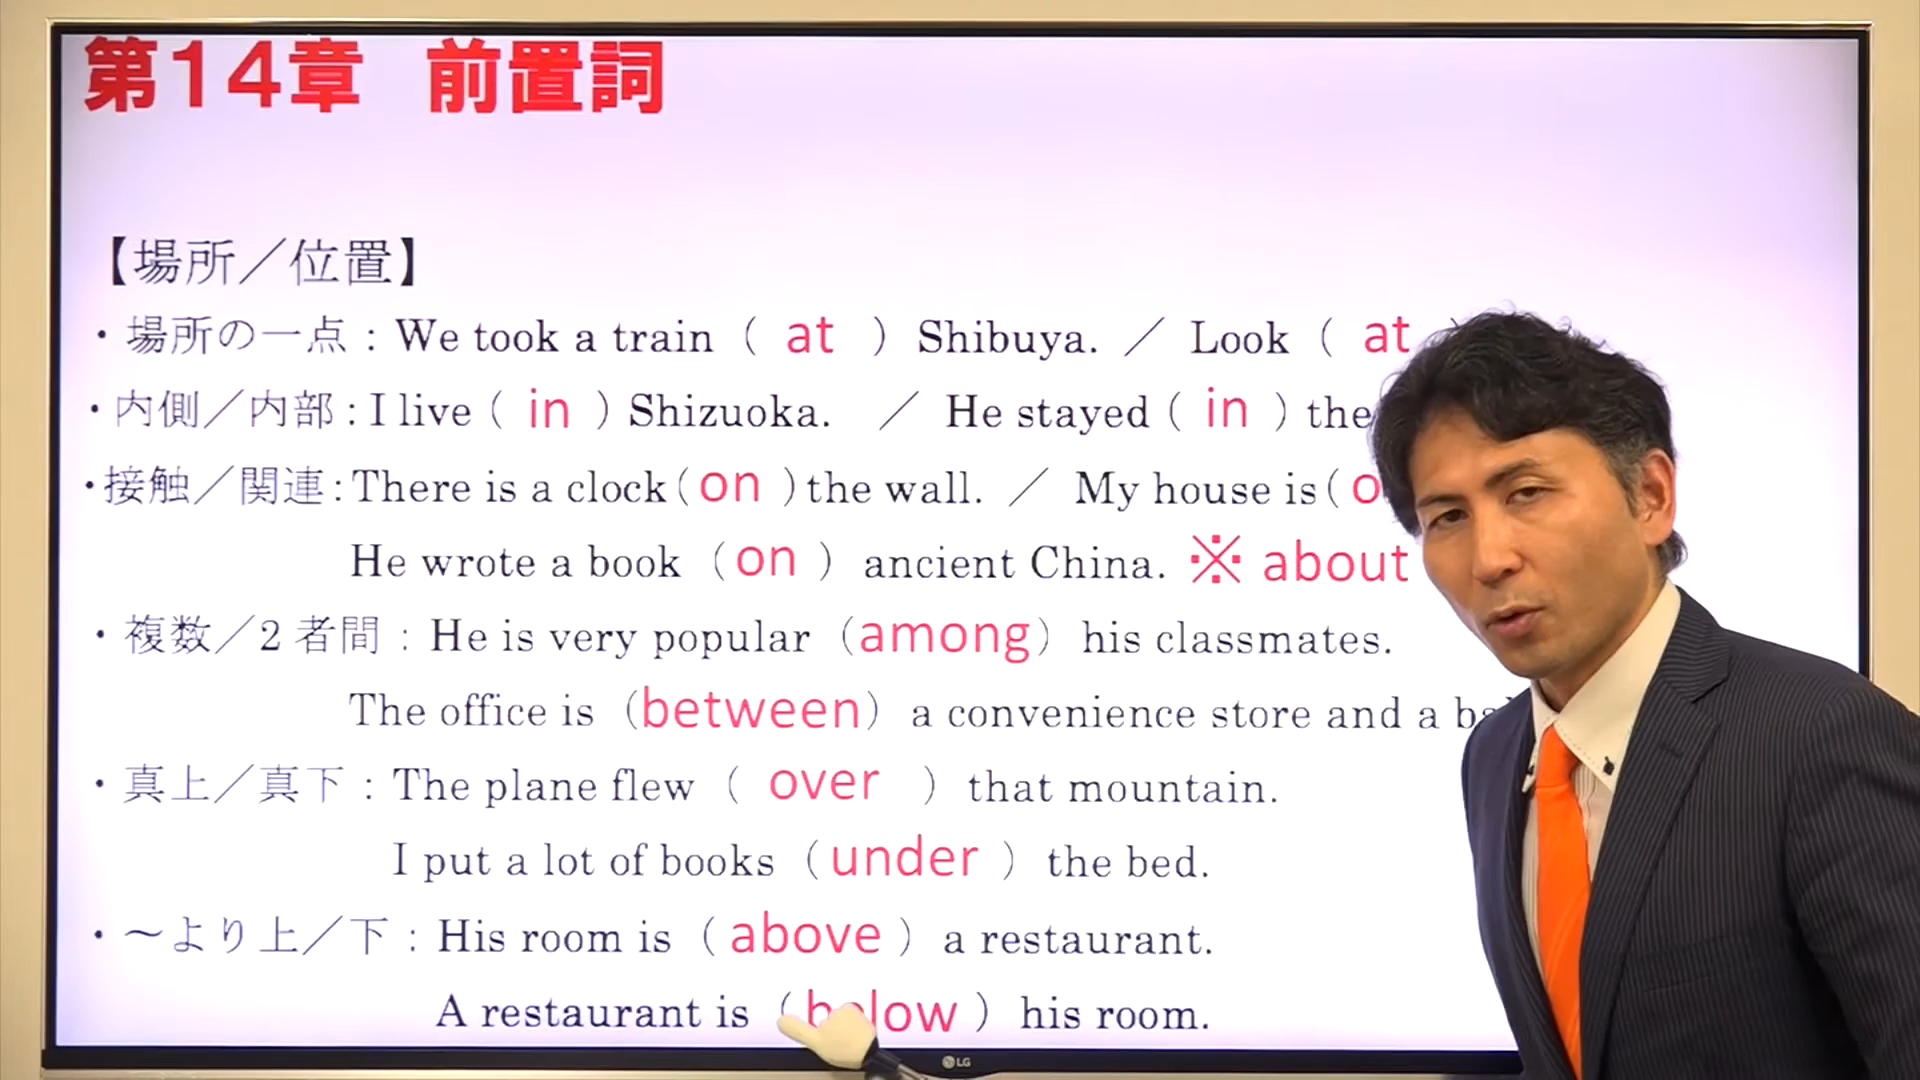 第14章 前置詞
【場所／位置】
・場所の一点：We took a train （ at ） Shibuya. ／ Look （ at
・内側／内部：I live （ in ） Shizuoka. ／ He stayed （ in ） the
・接触／関連：There is a clock（ on ）the wall. ／ My house is（
He wrote a book （ on ） ancient China. ※ about
・複数／2者間：He is very popular （among） his classmates.
The office is （between） a convenience store and a
・真上／真下：The plane flew （ over ） that mountain.
I put a lot of books （ under ） the bed.
・～より上／下：His room is （ above ） a restaurant.
A restaurant is （ below ） his room.
LG